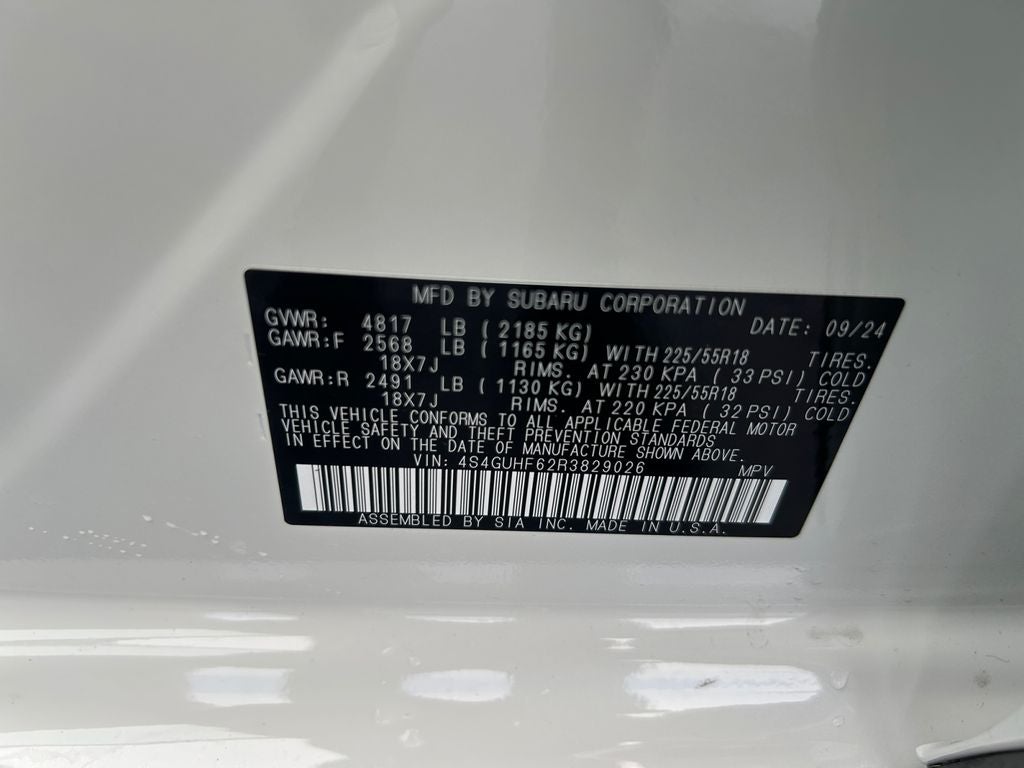 MFD BY SUBARU CORPORATION
GVWR: 4817 LB ( 2185 KG) DATE: 09/24
GAWR:F 2568 LB ( 1165 KG) WITH 225/55R18 TIRES.
18X7J RIMS. AT 230 KPA ( 33 PSI) COLD
GAWR:R 2491 LB ( 1130 KG) WITH 225/55R18 TIRES.
18X7J RIMS. AT 220 KPA ( 32 PSI) COLD
THIS VEHICLE CONFORMS TO ALL APPLICABLE FEDERAL MOTOR
VEHICLE SAFETY AND THEFT PREVENTION STANDARDS
IN EFFECT ON THE DATE OF MANUFACTURE SHOWN ABOVE.
VIN: 4S4GUHF62R3829026 MPV
ASSEMBLED BY SIA INC. MADE IN U.S.A.